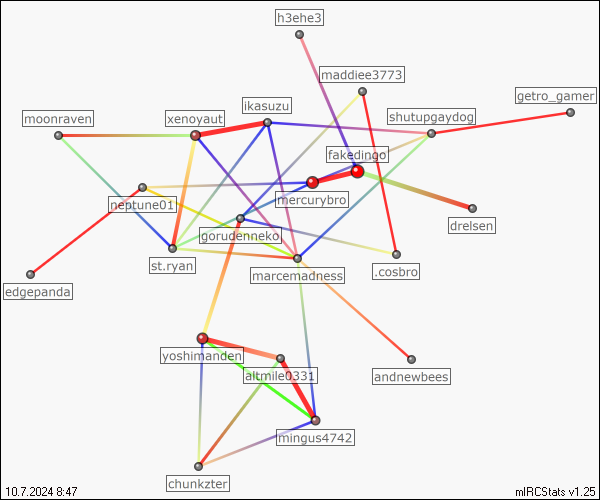 h3ehe3
maddiee3773
getro_gamer
ikasuzu
moonraven
xenoyaut
shutupgaydog
fakedingo
mercurybro
neptune01
drelsen
gorudenneko
st.ryan
marcemadness
.cosbro
edgepanda
yoshimanden
altmile0331
andnewbees
mingus4742
chunkzter
10.7.2024 8:47
mIRCStats v1.25